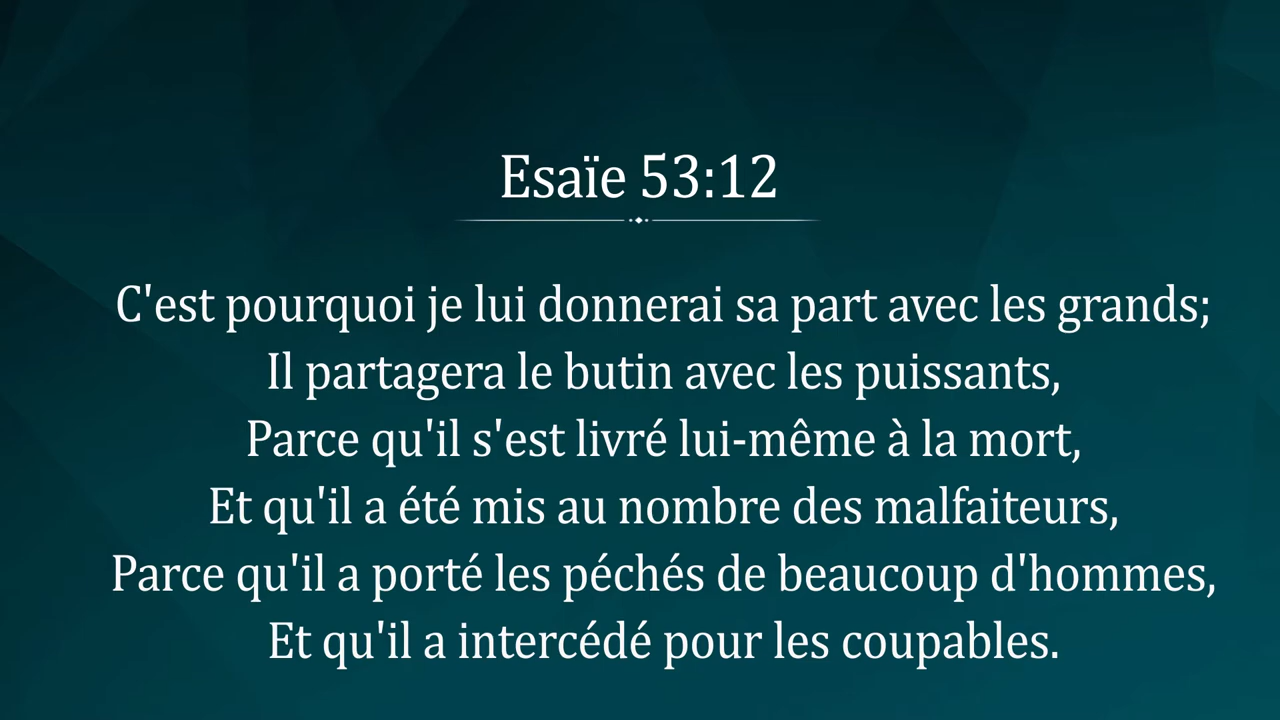 Esaïe 53:12
C'est pourquoi je lui donnerai sa part avec les grands;
Il partagera le butin avec les puissants,
Parce qu'il s'est livré lui-même à la mort,
Et qu'il a été mis au nombre des malfaiteurs,
Parce qu'il a porté les péchés de beaucoup d'hommes,
Et qu'il a intercédé pour les coupables.